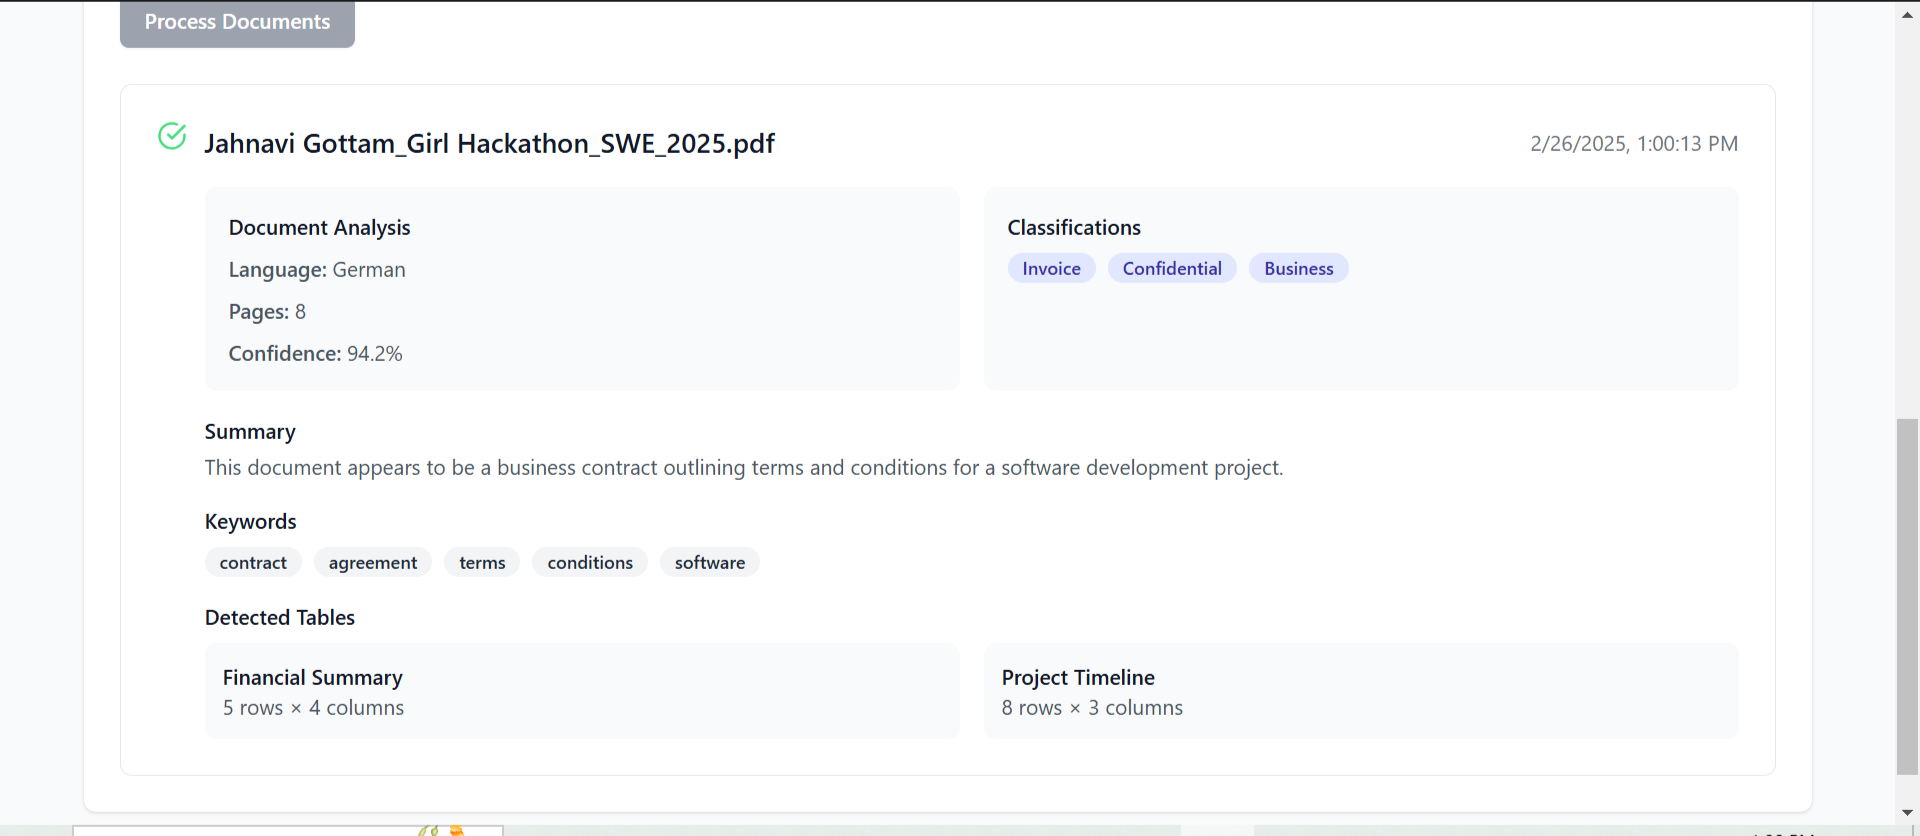 Process Documents
Jahnavi Gottam_Girl Hackathon_SWE_2025.pdf
2/26/2025, 1:00:13 PM
Document Analysis
Language: German
Pages: 8
Confidence: 94.2%
Classifications
Invoice Confidential Business
Summary
This document appears to be a business contract outlining terms and conditions for a software development project.
Keywords
contract agreement terms conditions software
Detected Tables
Financial Summary
5 rows × 4 columns
Project Timeline
8 rows × 3 columns